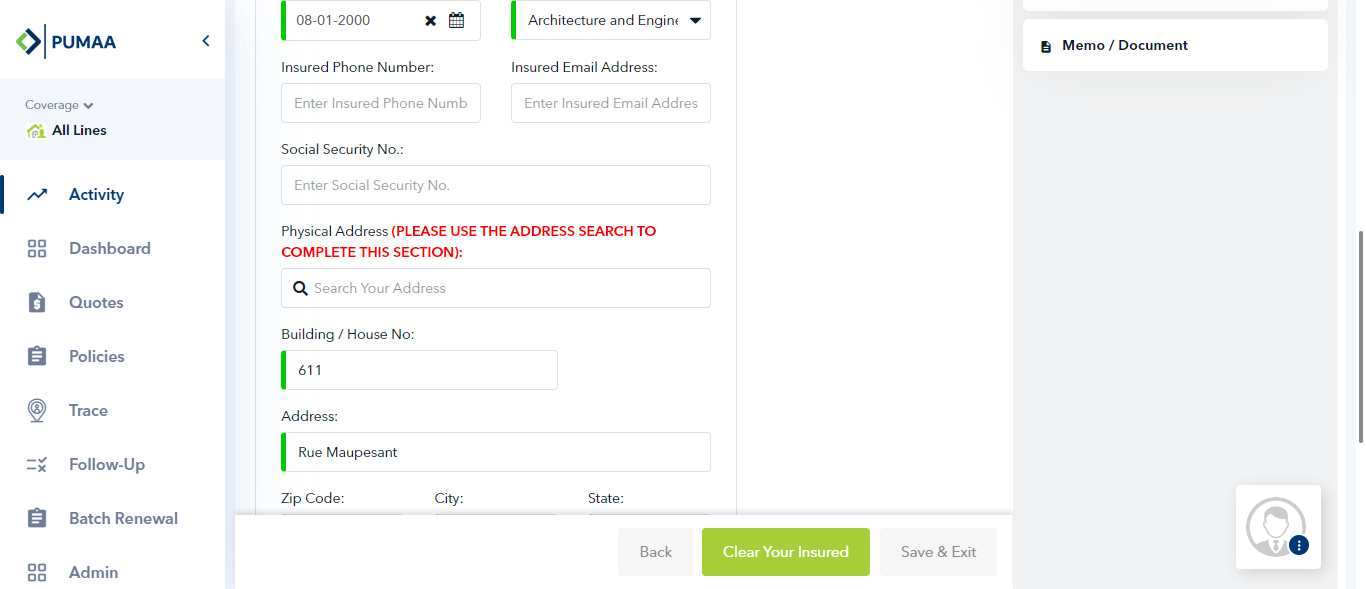 PUMAA
Coverage
All Lines
Activity
Dashboard
Quotes
Policies
Trace
Follow-Up
Batch Renewal
Admin
08-01-2000
Architecture and Engine
Insured Phone Number:
Insured Email Address:
Enter Insured Phone Numb
Enter Insured Email Addres
Social Security No.:
Enter Social Security No.
Physical Address (PLEASE USE THE ADDRESS SEARCH TO
COMPLETE THIS SECTION):
Search Your Address
Building / House No:
611
Address:
Rue Maupesant
Zip Code:
City:
State:
Back
Clear Your Insured
Save & Exit
Memo / Document